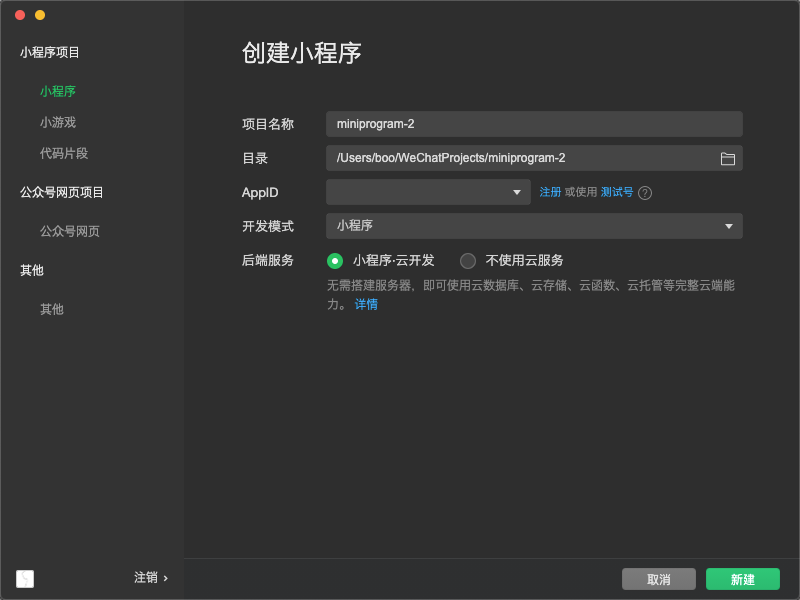 小程序项目
小程序
小游戏
代码片段
公众号网页项目
公众号网页
其他
其他
注销 ›
创建小程序
项目名称 miniprogram-2
目录 /Users/boo/WeChatProjects/miniprogram-2
AppID 注册 或使用 测试号 ?
开发模式 小程序
后端服务 小程序·云开发 不使用云服务
无需搭建服务器，即可使用云数据库、云存储、云函数、云托管等完整云端能
力。 详情
取消 新建